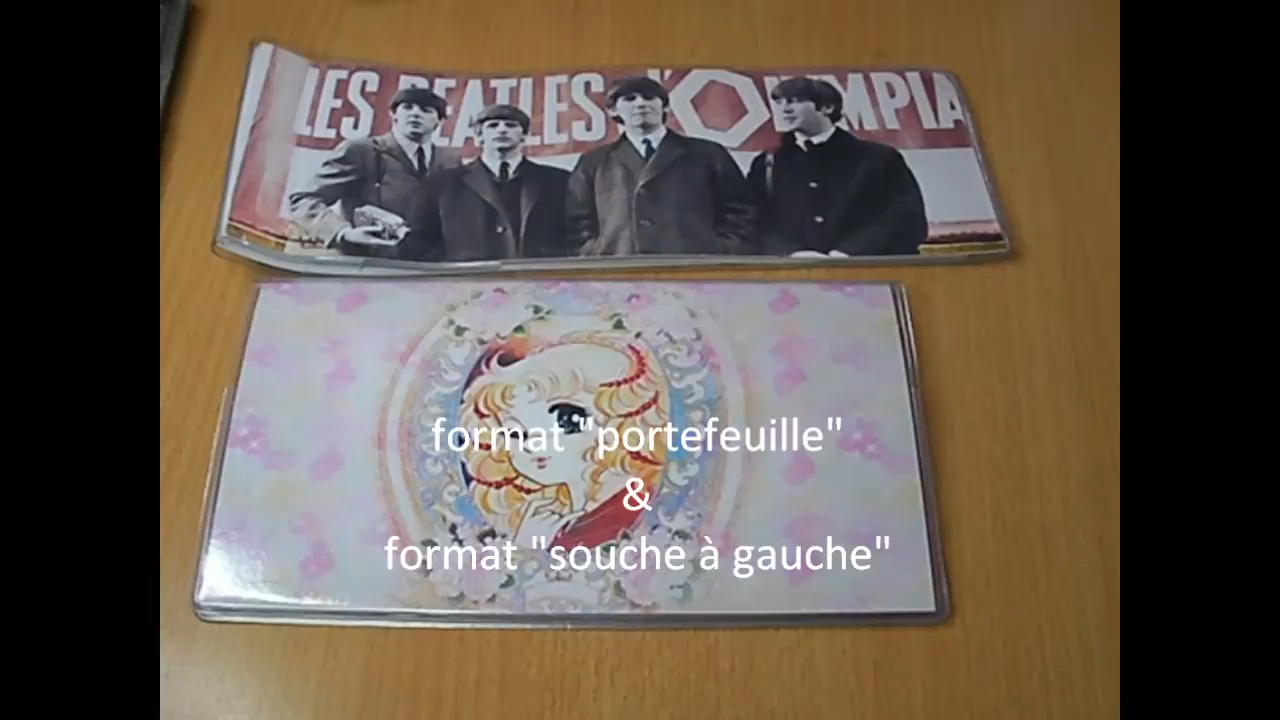 LES BEATLES L'OLYMPIA
format "portefeuille"
&
format "souche à gauche"